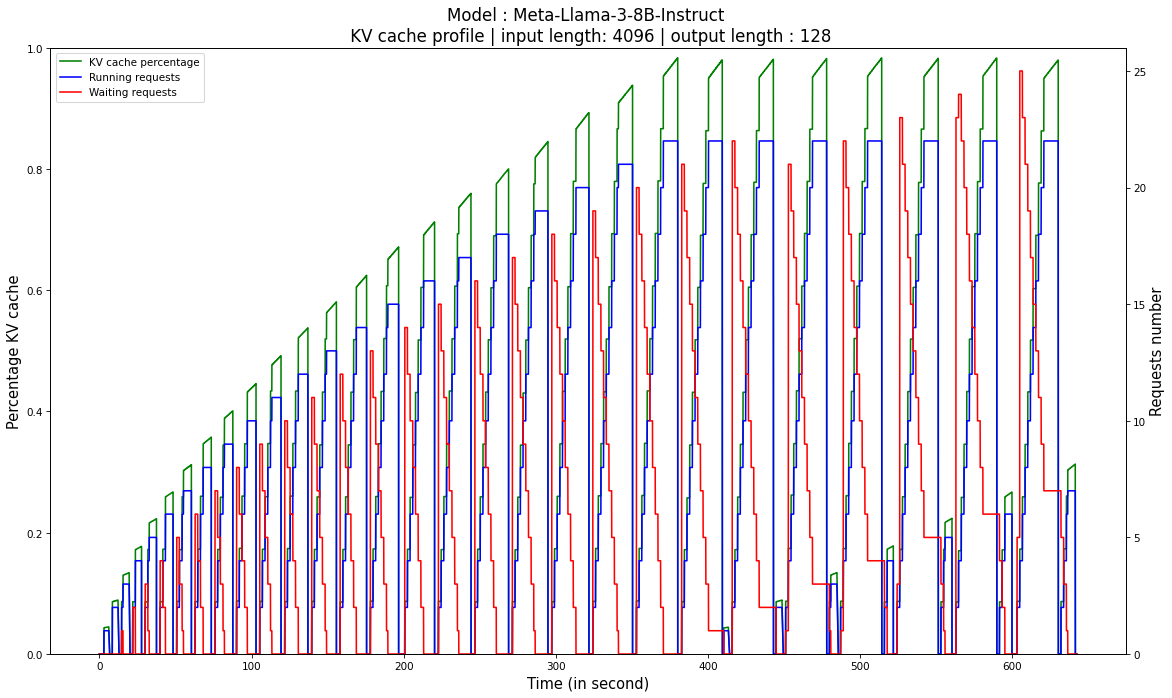 Model : Meta-Llama-3-8B-Instruct
KV cache profile | input length: 4096 | output length : 128
KV cache percentage
Running requests
Waiting requests
1.0
0.8
0.6
0.4
0.2
0.0
Percentage KV cache
25
20
15
10
5
0
Requests number
0
100
200
300
400
500
600
Time (in second)